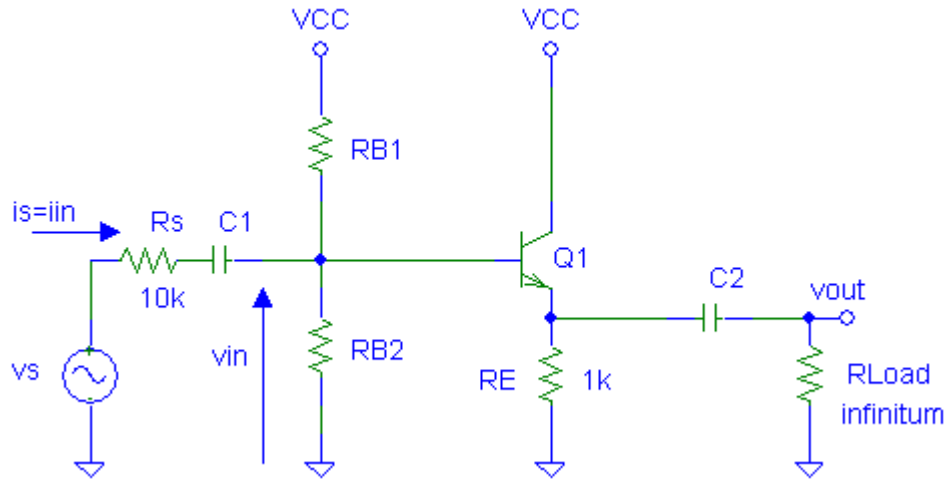 VCC
VCC
RB1
is=iin
Rs
C1
Q1
C2
vout
10k
vin
RB2
vs
RE
1k
RLoad
infinitum